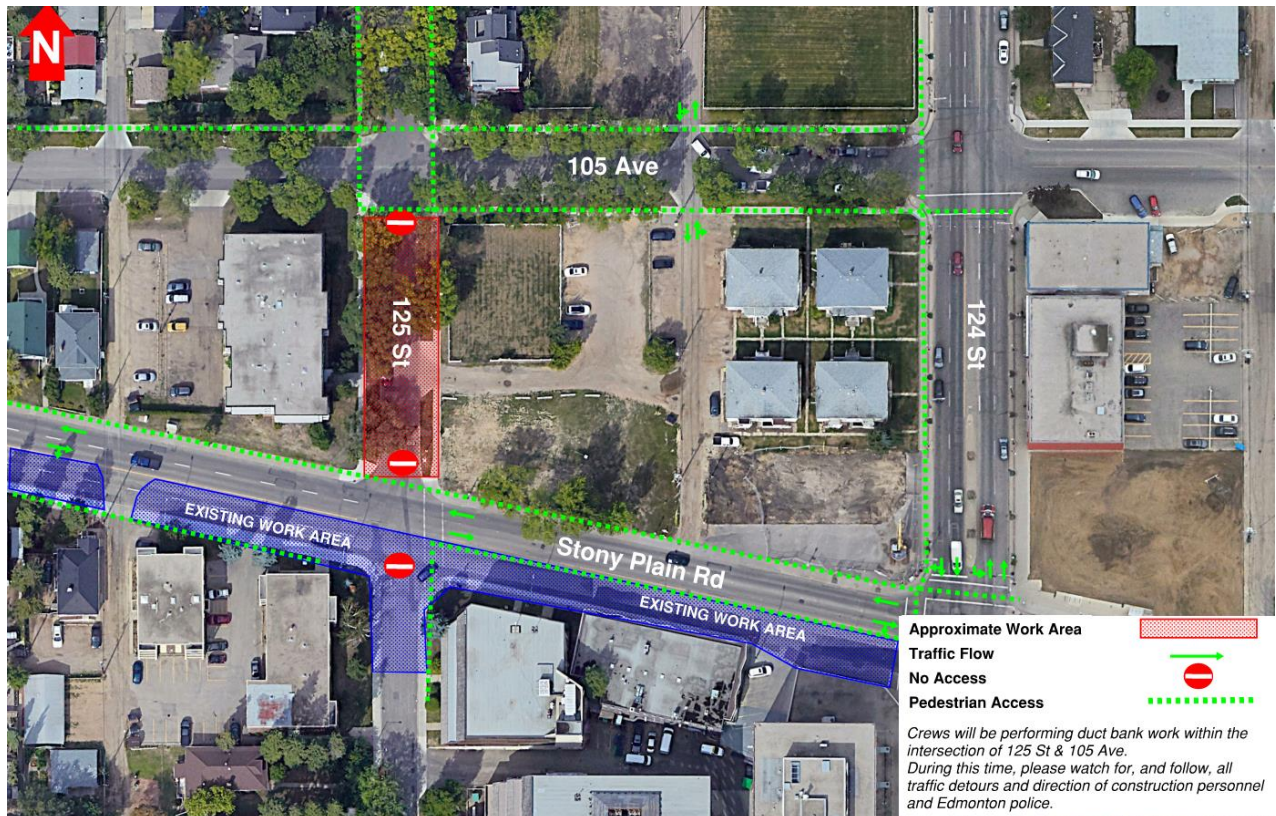 N
105 Ave
125 St
124 St
EXISTING WORK AREA
Stony Plain Rd
EXISTING WORK AREA
Approximate Work Area
Traffic Flow
No Access
Pedestrian Access
Crews will be performing duct bank work within the
intersection of 125 St & 105 Ave.
During this time, please watch for, and follow, all
traffic detours and direction of construction personnel
and Edmonton police.